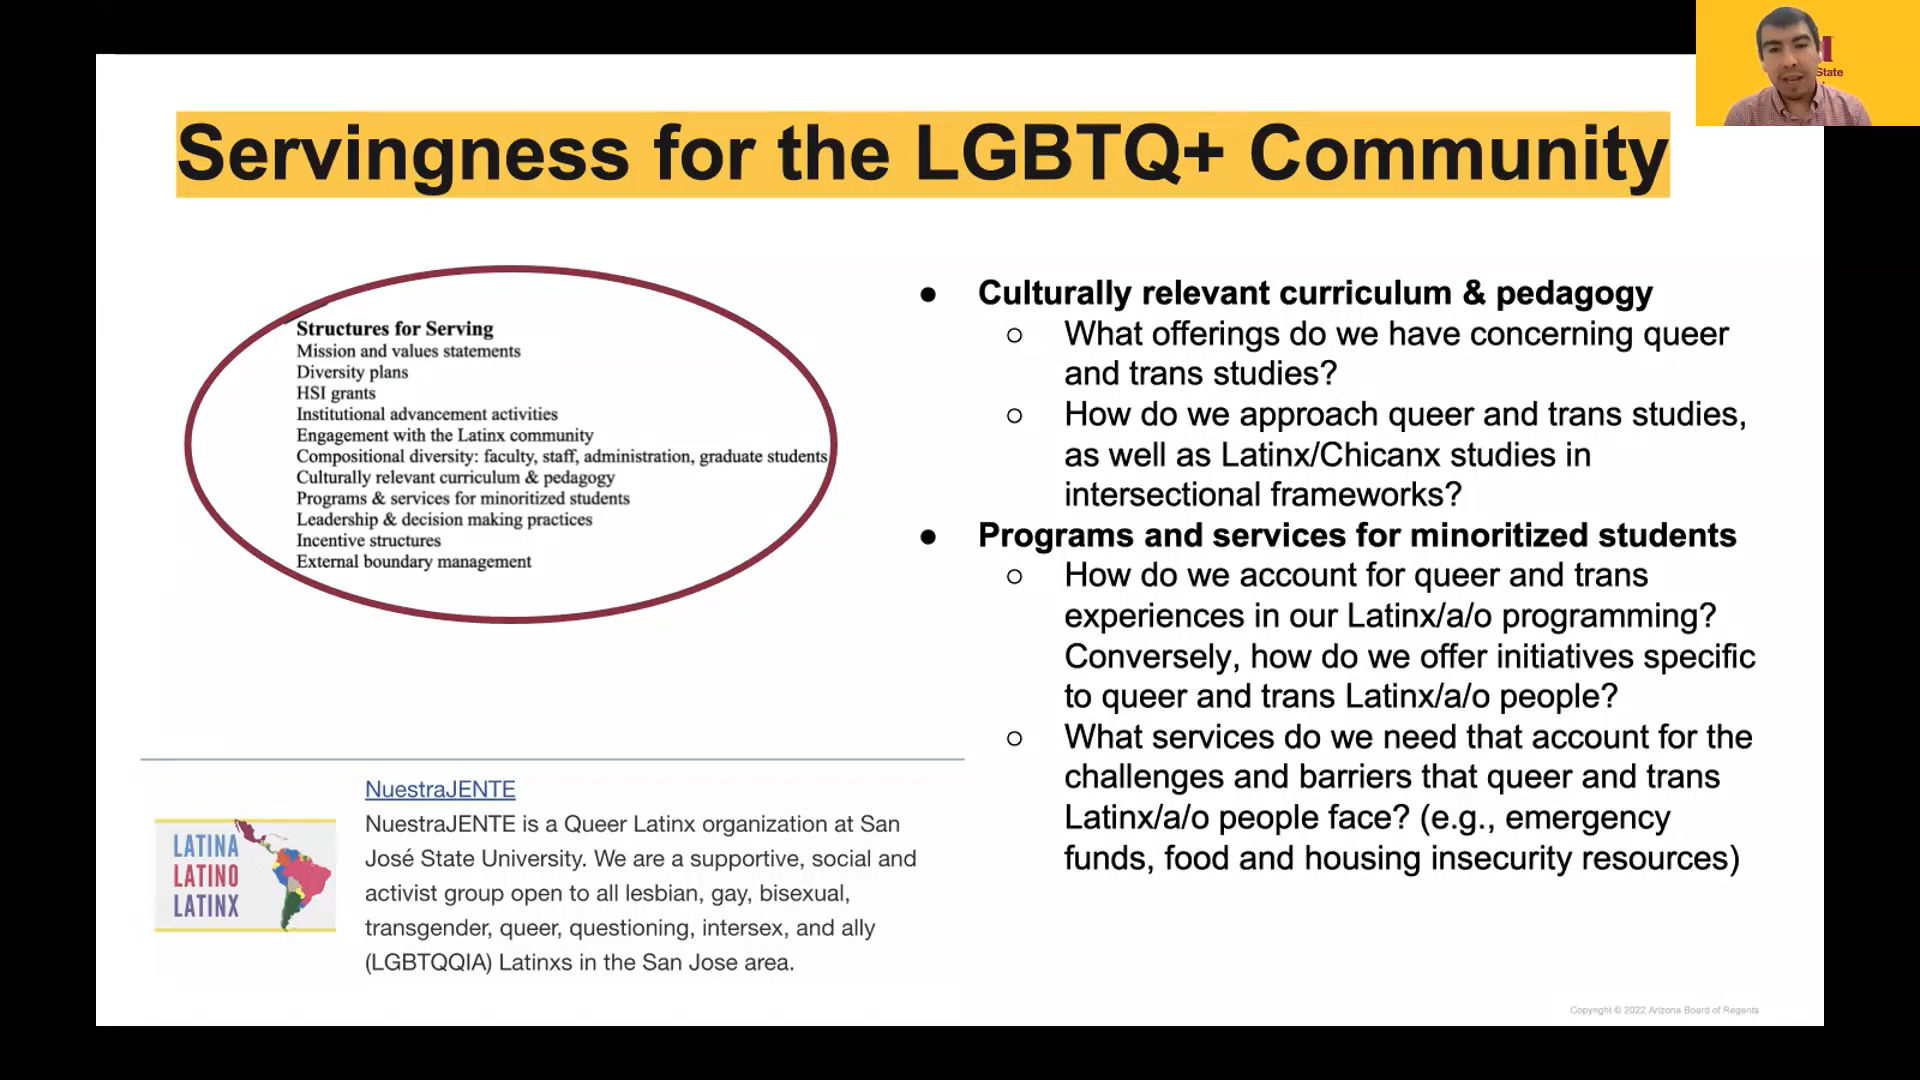 Servingness for the LGBTQ+ Community
State
Structures for Serving
Mission and values statements
Diversity plans
HSI grants
Institutional advancement activities
Engagement with the Latinx community
Compositional diversity: faculty, staff, administration, graduate students
Culturally relevant curriculum & pedagogy
Programs & services for minoritized students
Leadership & decision making practices
Incentive structures
External boundary management
NuestraJENTE
NuestraJENTE is a Queer Latinx organization at San
José State University. We are a supportive, social and
activist group open to all lesbian, gay, bisexual,
transgender, queer, questioning, intersex, and ally
(LGBTQQIA) Latinxs in the San Jose area.
LATINA
LATINO
LATINX
● Culturally relevant curriculum & pedagogy
○ What offerings do we have concerning queer
and trans studies?
○ How do we approach queer and trans studies,
as well as Latinx/Chicanx studies in
intersectional frameworks?
● Programs and services for minoritized students
○ How do we account for queer and trans
experiences in our Latinx/a/o programming?
Conversely, how do we offer initiatives specific
to queer and trans Latinx/a/o people?
○ What services do we need that account for the
challenges and barriers that queer and trans
Latinx/a/o people face? (e.g., emergency
funds, food and housing insecurity resources)
Copyright © 2022 Arizona Board of Regents